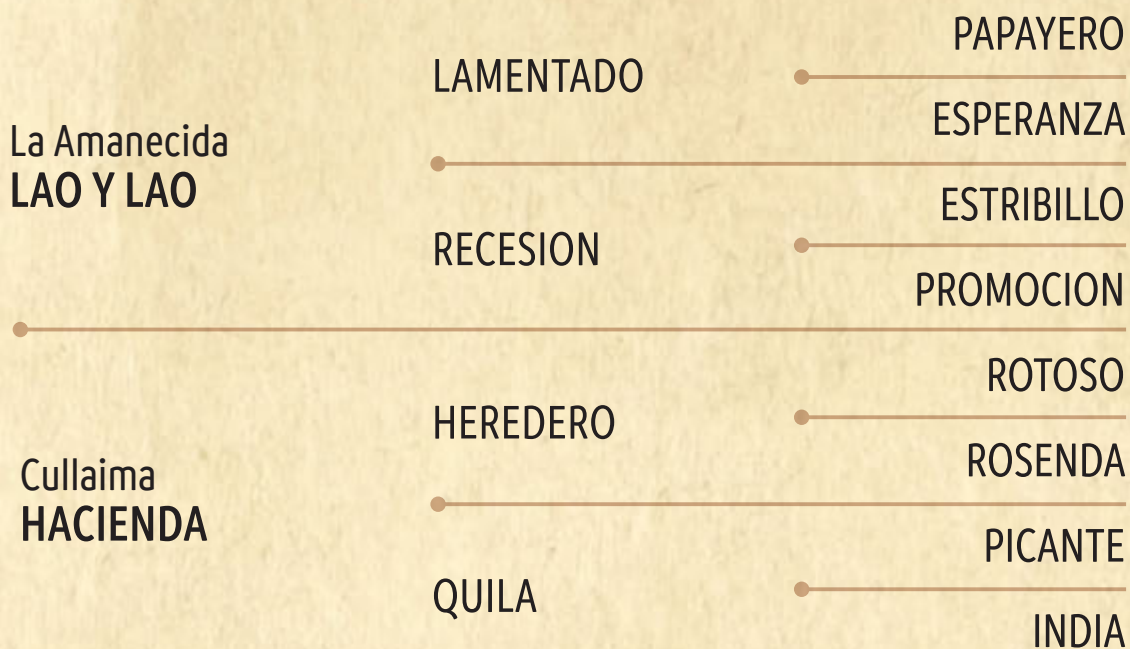 PAPAYERO
LAMENTADO
ESPERANZA
La Amanecida
LAO Y LAO
ESTRIBILLO
RECESION
PROMOCION
ROTOSO
HEREDERO
ROSENDA
Cullaima
HACIENDA
PICANTE
QUILA
INDIA